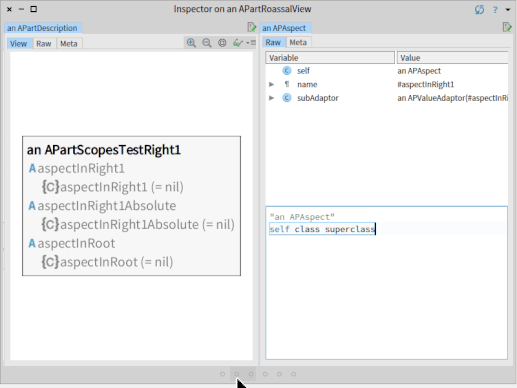 Inspector on an APartRoassalView
?
an APartDescription
View Raw Meta
an APartScopesTestRight1
A aspectInRight1
{C} aspectInRight1 (= nil)
A aspectInRight1Absolute
{C} aspectInRight1Absolute (= nil)
A aspectInRoot
{C} aspectInRoot (= nil)
an APAspect
Raw Meta
Variable Value
C self an APAspect
¶ name #aspectInRight1
C subAdaptor an APValueAdaptor(#aspectInRi
"an APAspect"
self class superclass